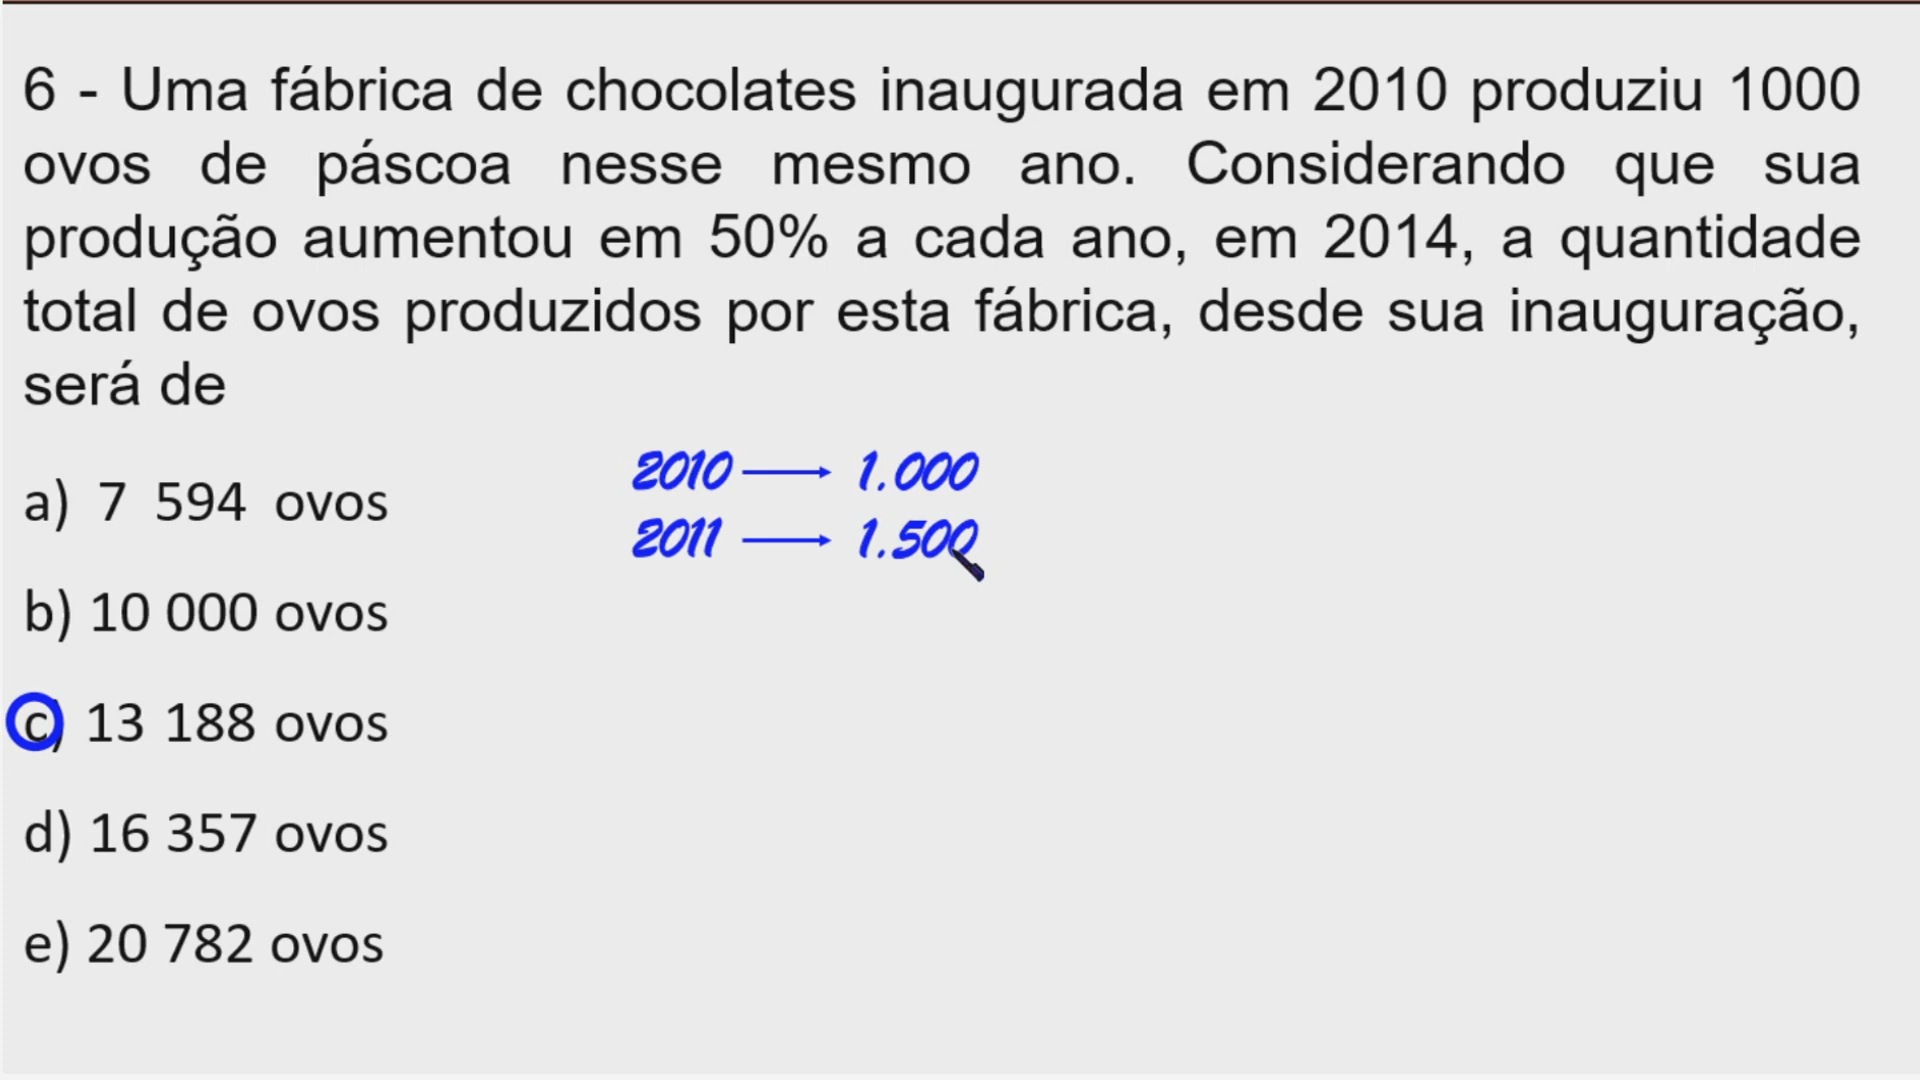 6 - Uma fábrica de chocolates inaugurada em 2010 produziu 1000
ovos de páscoa nesse mesmo ano. Considerando que sua
produção aumentou em 50% a cada ano, em 2014, a quantidade
total de ovos produzidos por esta fábrica, desde sua inauguração,
será de
2010 → 1.000
a) 7 594 ovos
2011 → 1.500
b) 10 000 ovos
c) 13 188 ovos
d) 16 357 ovos
e) 20 782 ovos